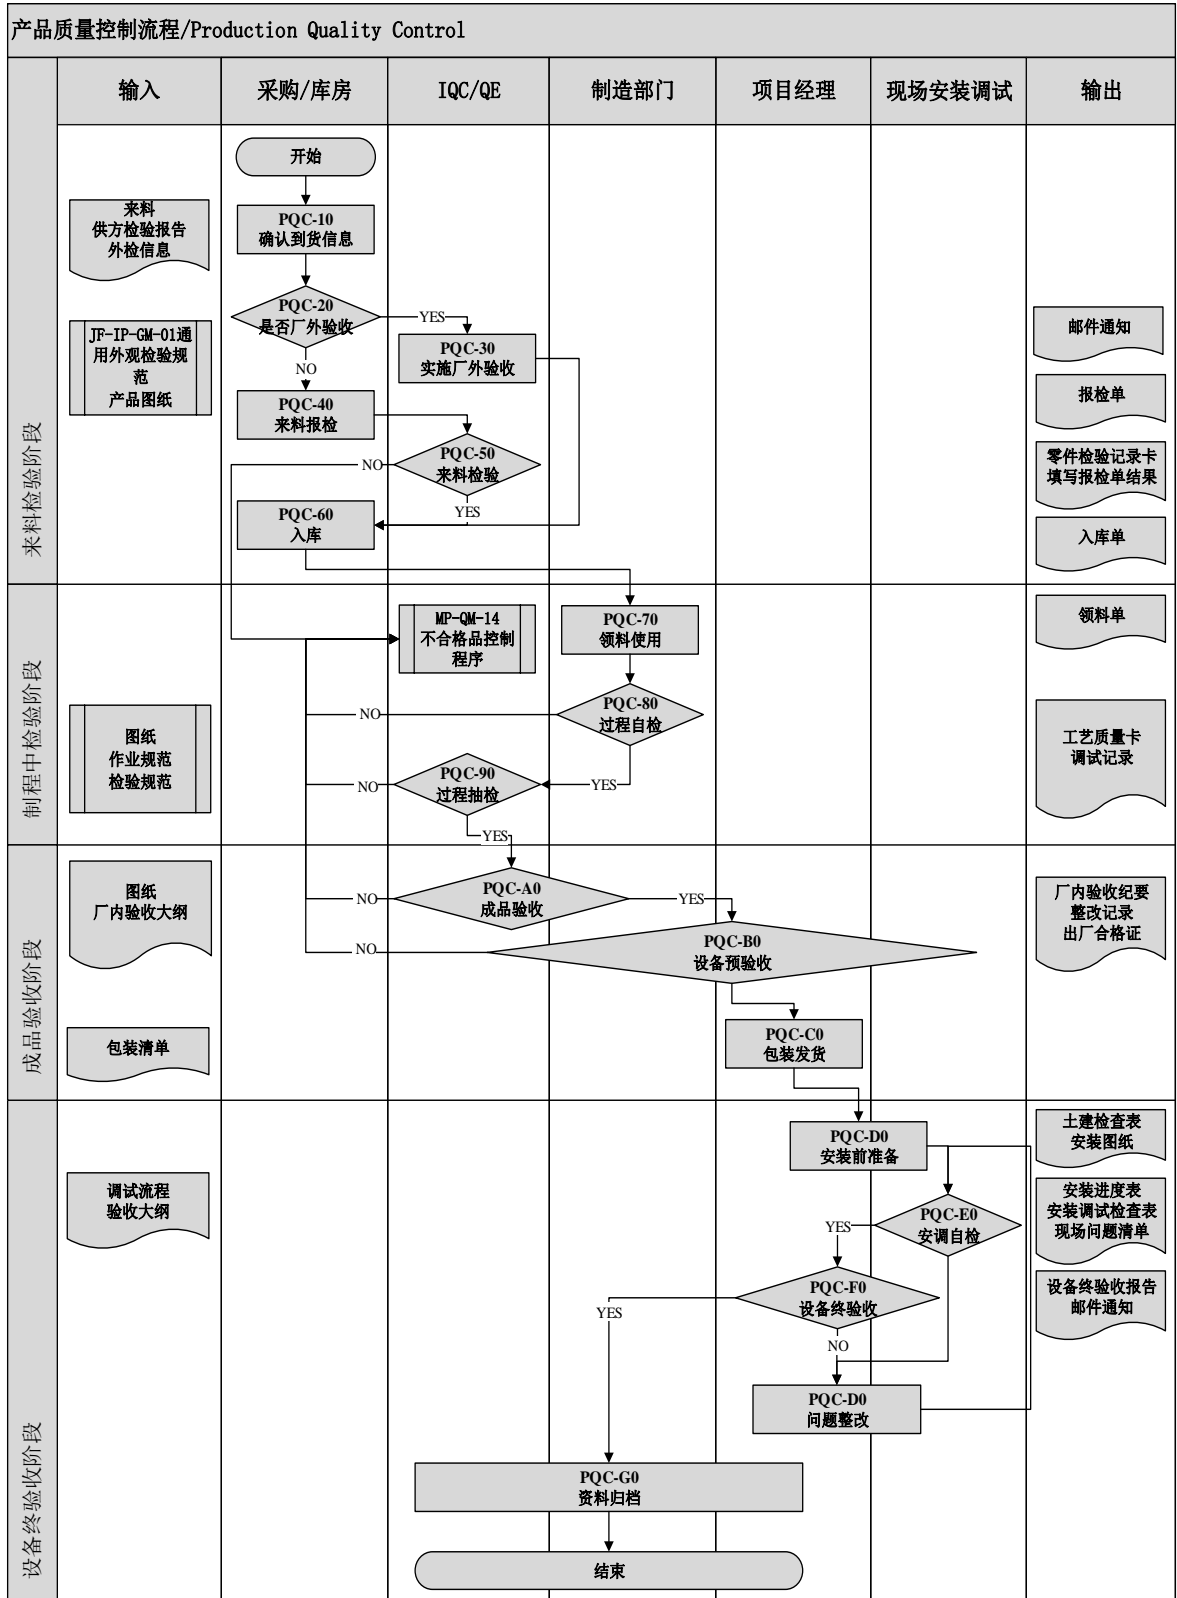 产品质量控制流程/Production Quality Control
输入
采购/库房
IQC/QE
制造部门
项目经理
现场安装调试
输出
来料检验阶段
开始
来料
供方检验报告
外检信息
PQC-10
确认到货信息
PQC-20
是否厂外验收
YES
NO
JF-IP-GM-01通
用外观检验规
范
产品图纸
PQC-30
实施厂外验收
邮件通知
PQC-40
来料报检
报检单
PQC-50
来料检验
NO
YES
零件检验记录卡
填写报检单结果
PQC-60
入库
入库单
制程中检验阶段
MP-QM-14
不合格品控制
程序
PQC-70
领料使用
领料单
PQC-80
过程自检
NO
YES
图纸
作业规范
检验规范
工艺质量卡
调试记录
PQC-90
过程抽检
NO
YES
成品验收阶段
图纸
厂内验收大纲
PQC-A0
成品验收
NO
YES
厂内验收纪要
整改记录
出厂合格证
PQC-B0
设备预验收
NO
包装清单
PQC-C0
包装发货
设备终验收阶段
PQC-D0
安装前准备
土建检查表
安装图纸
调试流程
验收大纲
PQC-E0
安调自检
YES
安装进度表
安装调试检查表
现场问题清单
PQC-F0
设备终验收
YES
NO
设备终验收报告
邮件通知
PQC-D0
问题整改
PQC-G0
资料归档
结束